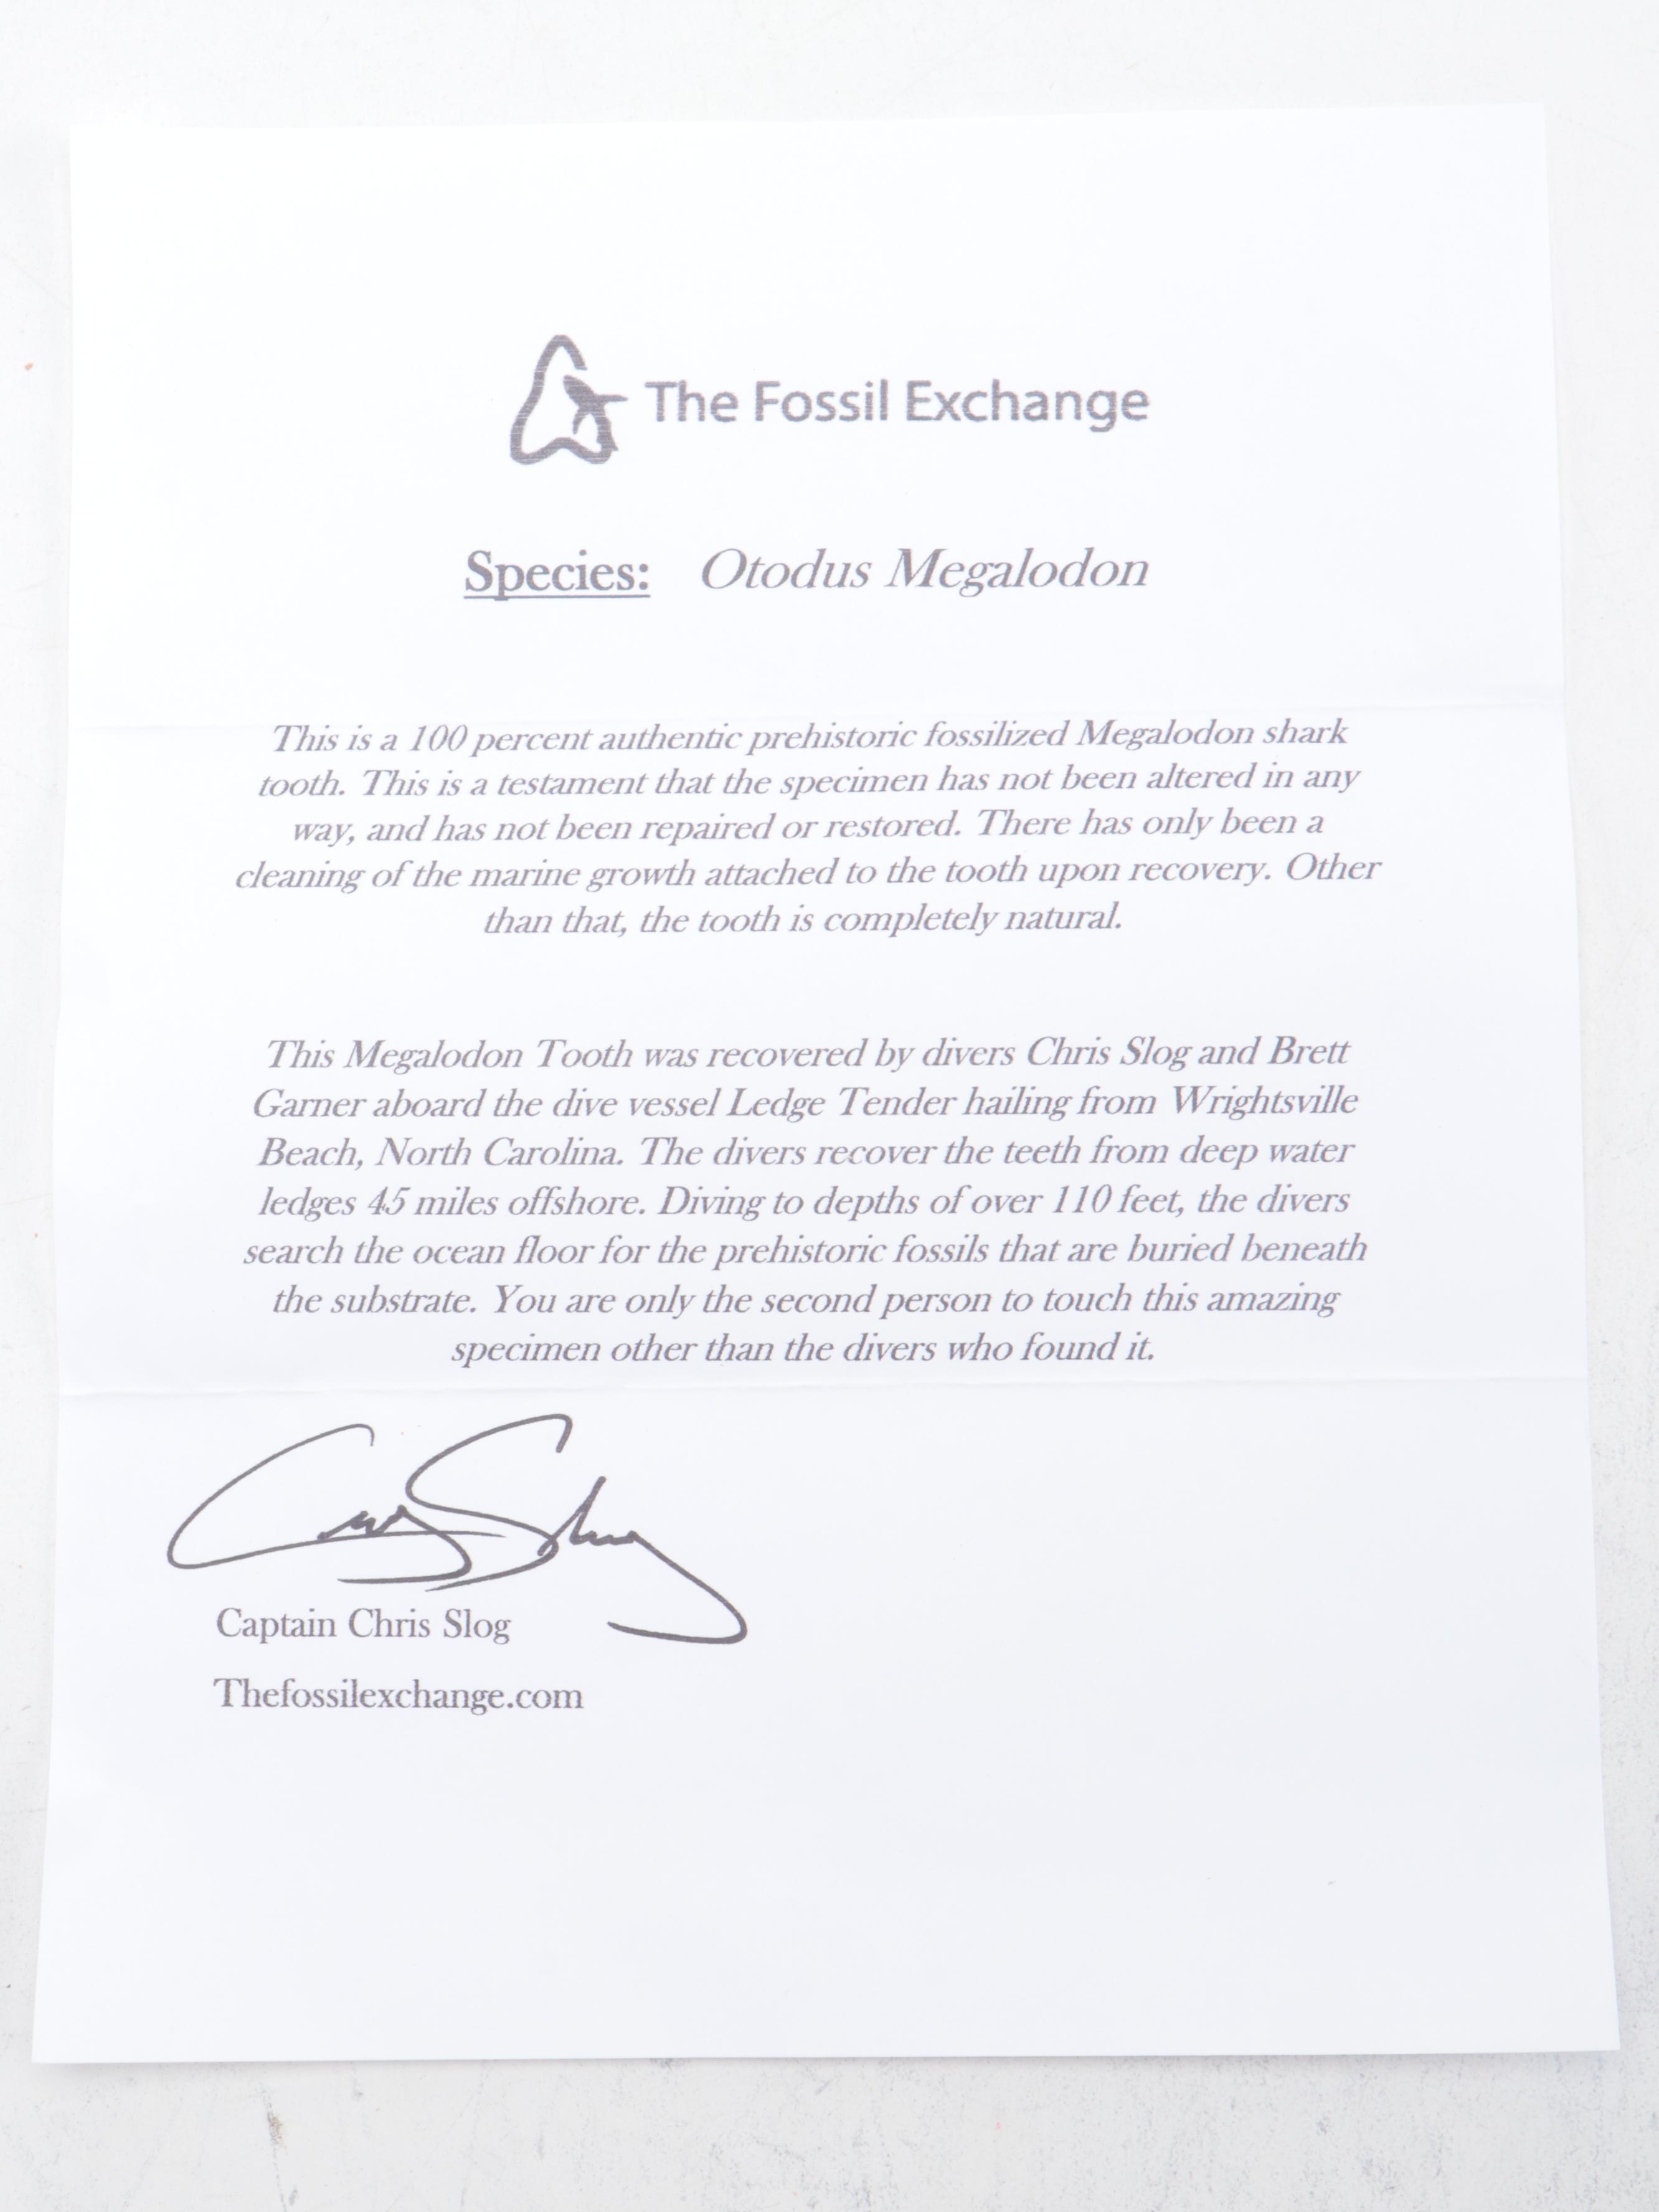 The Fossil Exchange
Species: Otodus Megalodon
This is a 100 percent authentic prehistoric fossilized Megalodon shark
tooth. This is a testament that the specimen has not been altered in any
way, and has not been repaired or restored. There has only been a
cleaning of the marine growth attached to the tooth upon recovery. Other
than that, the tooth is completely natural.
This Megalodon Tooth was recovered by divers Chris Slog and Brett
Garner aboard the dive vessel Ledge Tender hailing from Wrightsville
Beach, North Carolina. The divers recover the teeth from deep water
ledges 45 miles offshore. Diving to depths of over 110 feet, the divers
search the ocean floor for the prehistoric fossils that are buried beneath
the substrate. You are only the second person to touch this amazing
specimen other than the divers who found it.
Captain Chris Slog
Thefossilexchange.com